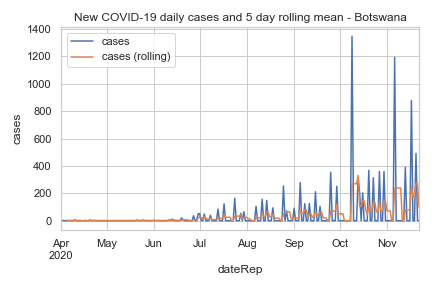 New COVID-19 daily cases and 5 day rolling mean - Botswana
1400
1200
1000
800
600
400
200
0
cases
cases
cases (rolling)
Apr May Jun Jul Aug Sep Oct Nov
2020
dateRep